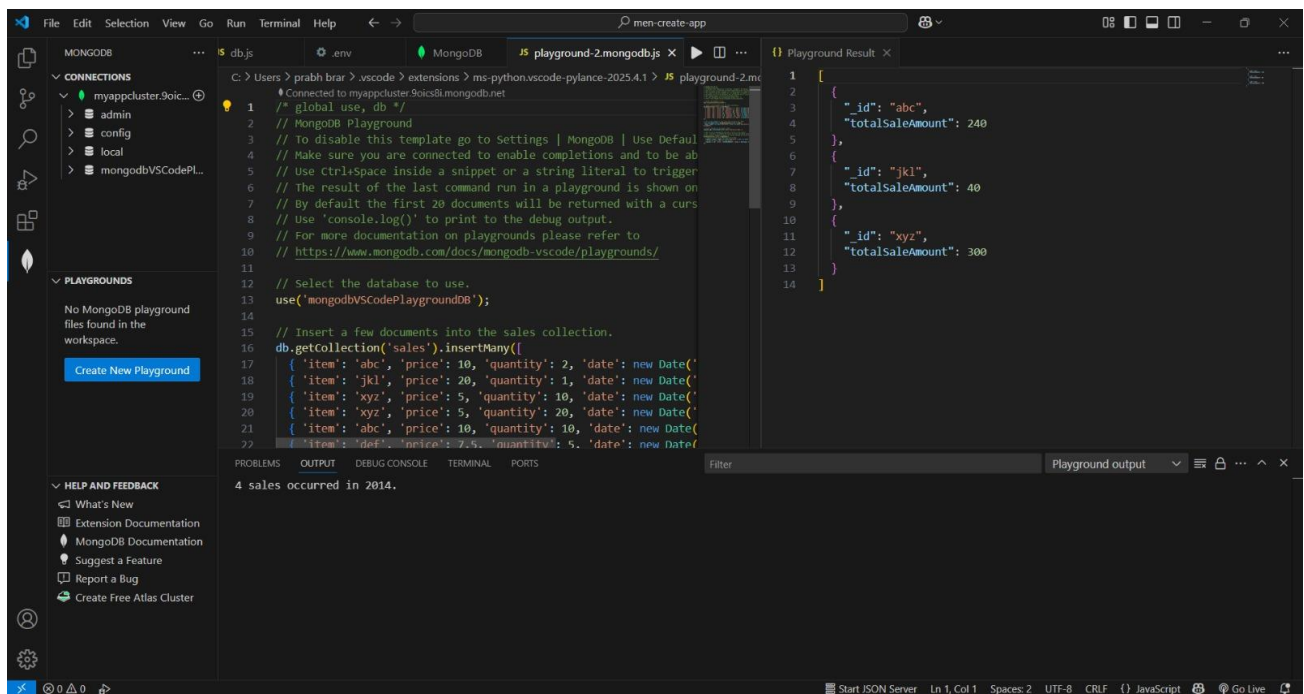 File Edit Selection View Go Run Terminal Help
men-create-app
MONGODB
CONNECTIONS
myappcluster.9oic...
admin
config
local
mongodbVSCodePl...
PLAYGROUNDS
No MongoDB playground
files found in the
workspace.
Create New Playground
HELP AND FEEDBACK
What's New
Extension Documentation
MongoDB Documentation
Suggest a Feature
Report a Bug
Create Free Atlas Cluster
JS db.js .env MongoDB JS playground-2.mongodb.js
C: > Users > prabh brar > .vscode > extensions > ms-python.vscode-pylance-2025.4.1 > JS playground-2.mo
Connected to myappcluster.9oics8i.mongodb.net
1 /* global use, db */
2 // MongoDB Playground
3 // To disable this template go to Settings | MongoDB | Use Defaul
4 // Make sure you are connected to enable completions and to be ab
5 // Use Ctrl+Space inside a snippet or a string literal to trigger
6 // The result of the last command run in a playground is shown on
7 // By default the first 20 documents will be returned with a curs
8 // Use 'console.log()' to print to the debug output.
9 // For more documentation on playgrounds please refer to
10 // https://www.mongodb.com/docs/mongodb-vscode/playgrounds/
11
12 // Select the database to use.
13 use('mongodbVSCodePlaygroundDB');
14
15 // Insert a few documents into the sales collection.
16 db.getCollection('sales').insertMany([
17 { 'item': 'abc', 'price': 10, 'quantity': 2, 'date': new Date('
18 { 'item': 'jkl', 'price': 20, 'quantity': 1, 'date': new Date('
19 { 'item': 'xyz', 'price': 5, 'quantity': 10, 'date': new Date('
20 { 'item': 'xyz', 'price': 5, 'quantity': 20, 'date': new Date('
21 { 'item': 'abc', 'price': 10, 'quantity': 10, 'date': new Date(
22 { 'item': 'def', 'price': 7.5, 'quantity': 5, 'date': new Date(
{} Playground Result
1 [
2 {
3 "_id": "abc",
4 "totalSaleAmount": 240
5 },
6 {
7 "_id": "jkl",
8 "totalSaleAmount": 40
9 },
10 {
11 "_id": "xyz",
12 "totalSaleAmount": 300
13 }
14 ]
PROBLEMS OUTPUT DEBUG CONSOLE TERMINAL PORTS
Filter
Playground output
4 sales occurred in 2014.
0 0 Start JSON Server Ln 1, Col 1 Spaces: 2 UTF-8 CRLF {} JavaScript Go Live